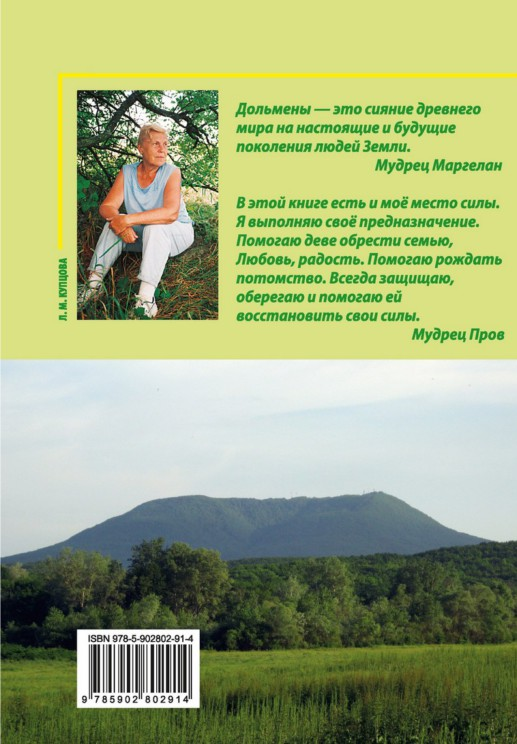 Дольмены — это сияние древнего
мира на настоящие и будущие
поколения людей Земли.
Мудрец Маргелан
В этой книге есть и моё место силы.
Я выполняю своё предназначение.
Помогаю деве обрести семью,
Любовь, радость. Помогаю рождать
потомство. Всегда защищаю,
оберегаю и помогаю ей
восстановить свои силы.
Мудрец Пров
Л. М. КУПЦОВА
ISBN 978-5-902802-91-4
9 785902 802914